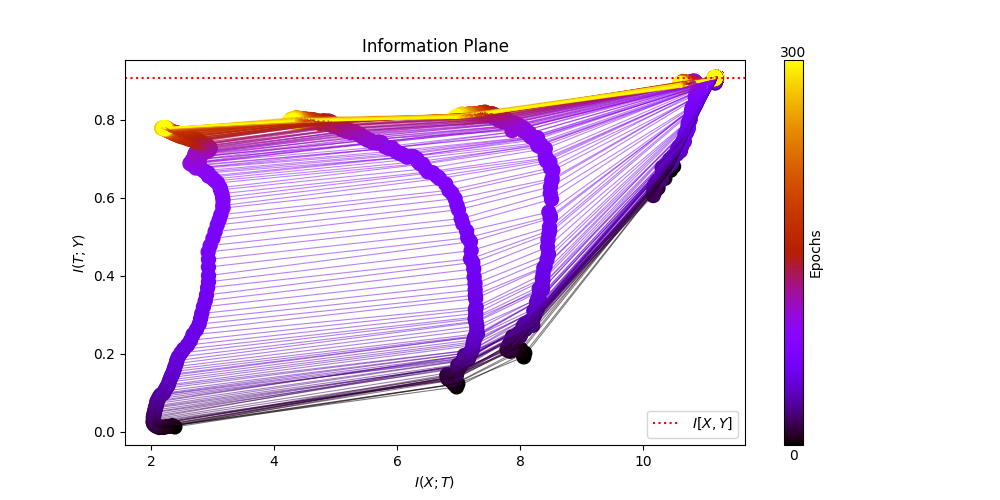 Information Plane
300
0.8
0.6
0.4
0.2
0.0
I(T; Y)
Epochs
I[X, Y]
0
2
4
6
8
10
I(X; T)